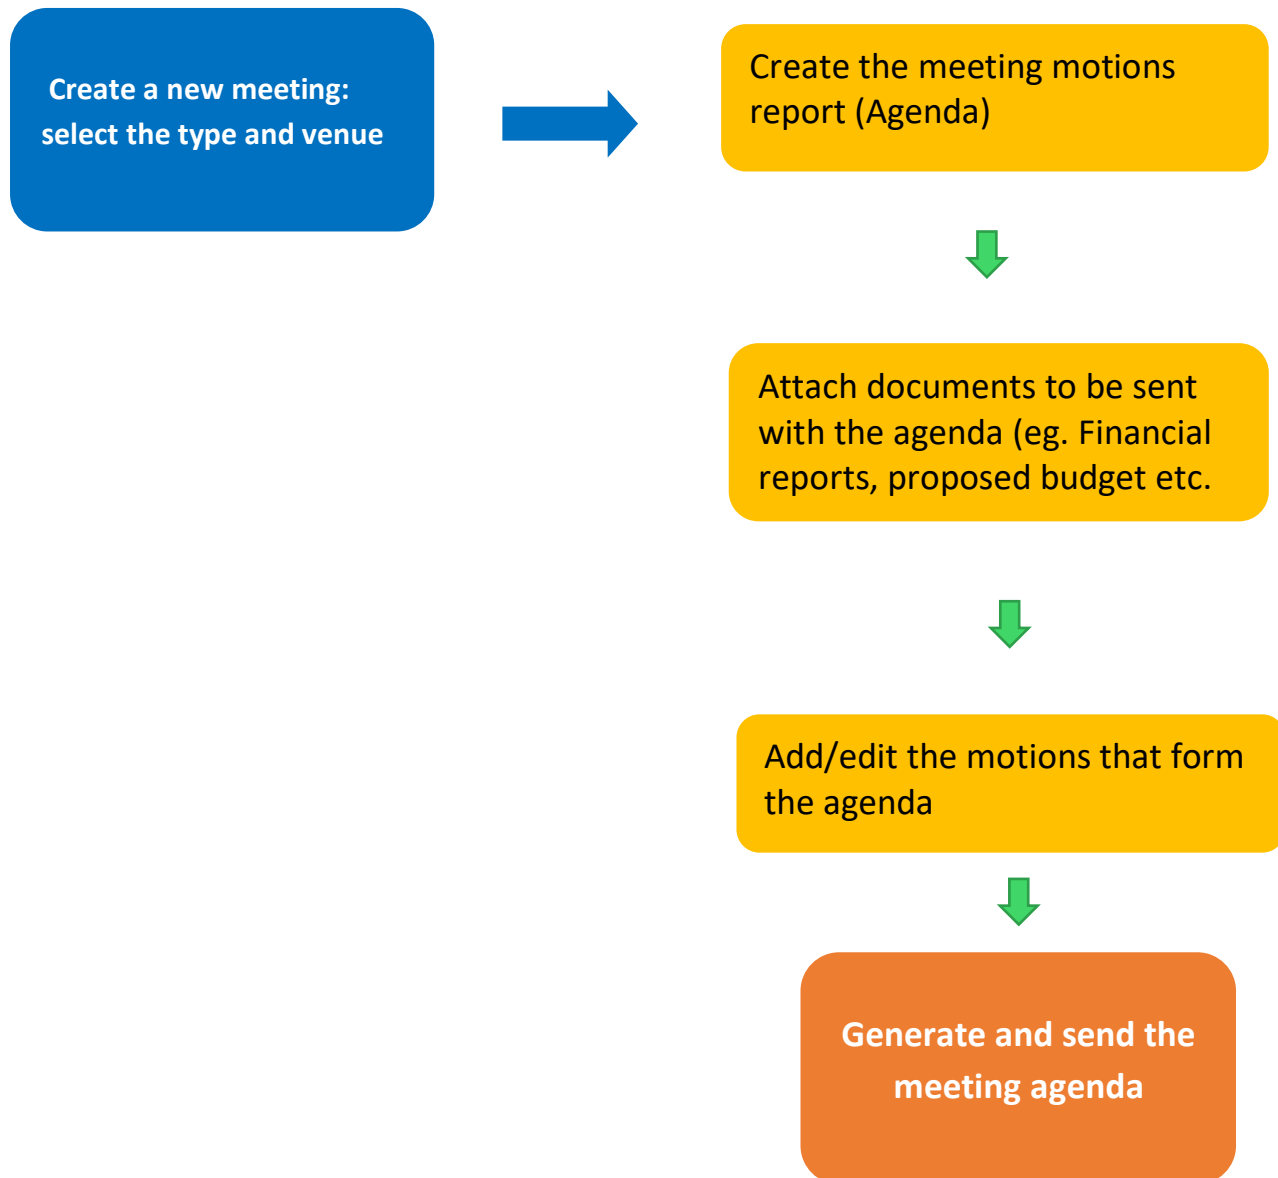 Create a new meeting:
select the type and venue
Create the meeting motions
report (Agenda)
Attach documents to be sent
with the agenda (eg. Financial
reports, proposed budget etc.
Add/edit the motions that form
the agenda
Generate and send the
meeting agenda